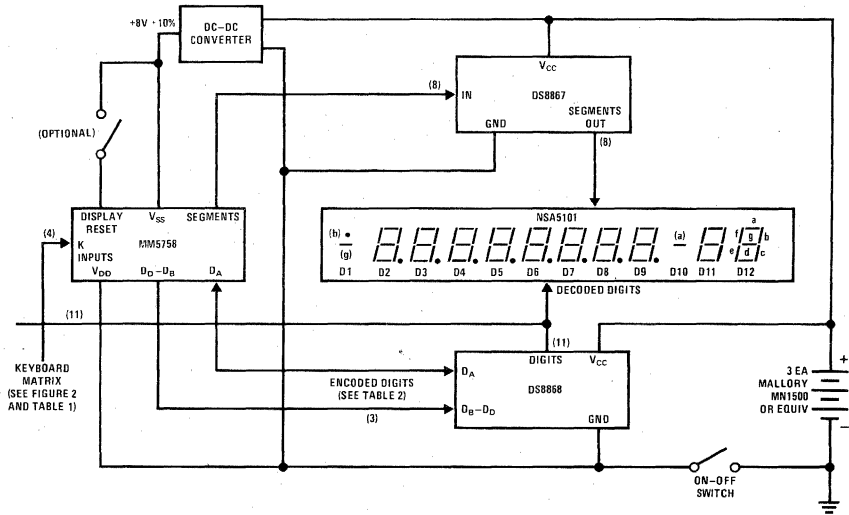 +8V · 10%
DC–DC
CONVERTER
(OPTIONAL)
(8)
IN
VCC
DS8867
SEGMENTS
OUT
GND
(8)
DISPLAY
RESET
VSS
SEGMENTS
(4)
K
INPUTS
MM5758
VDD
DD–DB
DA
NSA5101
(b)
(g)
(a)
a
f
g
b
e
d
c
D1
D2
D3
D4
D5
D6
D7
D8
D9
D10
D11
D12
DECODED DIGITS
(11)
(11)
KEYBOARD
MATRIX
(SEE FIGURE 2
AND TABLE 1)
ENCODED DIGITS
(SEE TABLE 2)
(3)
DIGITS
VCC
DA
DS8868
DB–DD
GND
+
3 EA
MALLORY
MN1500
OR EQUIV
–
ON–OFF
SWITCH